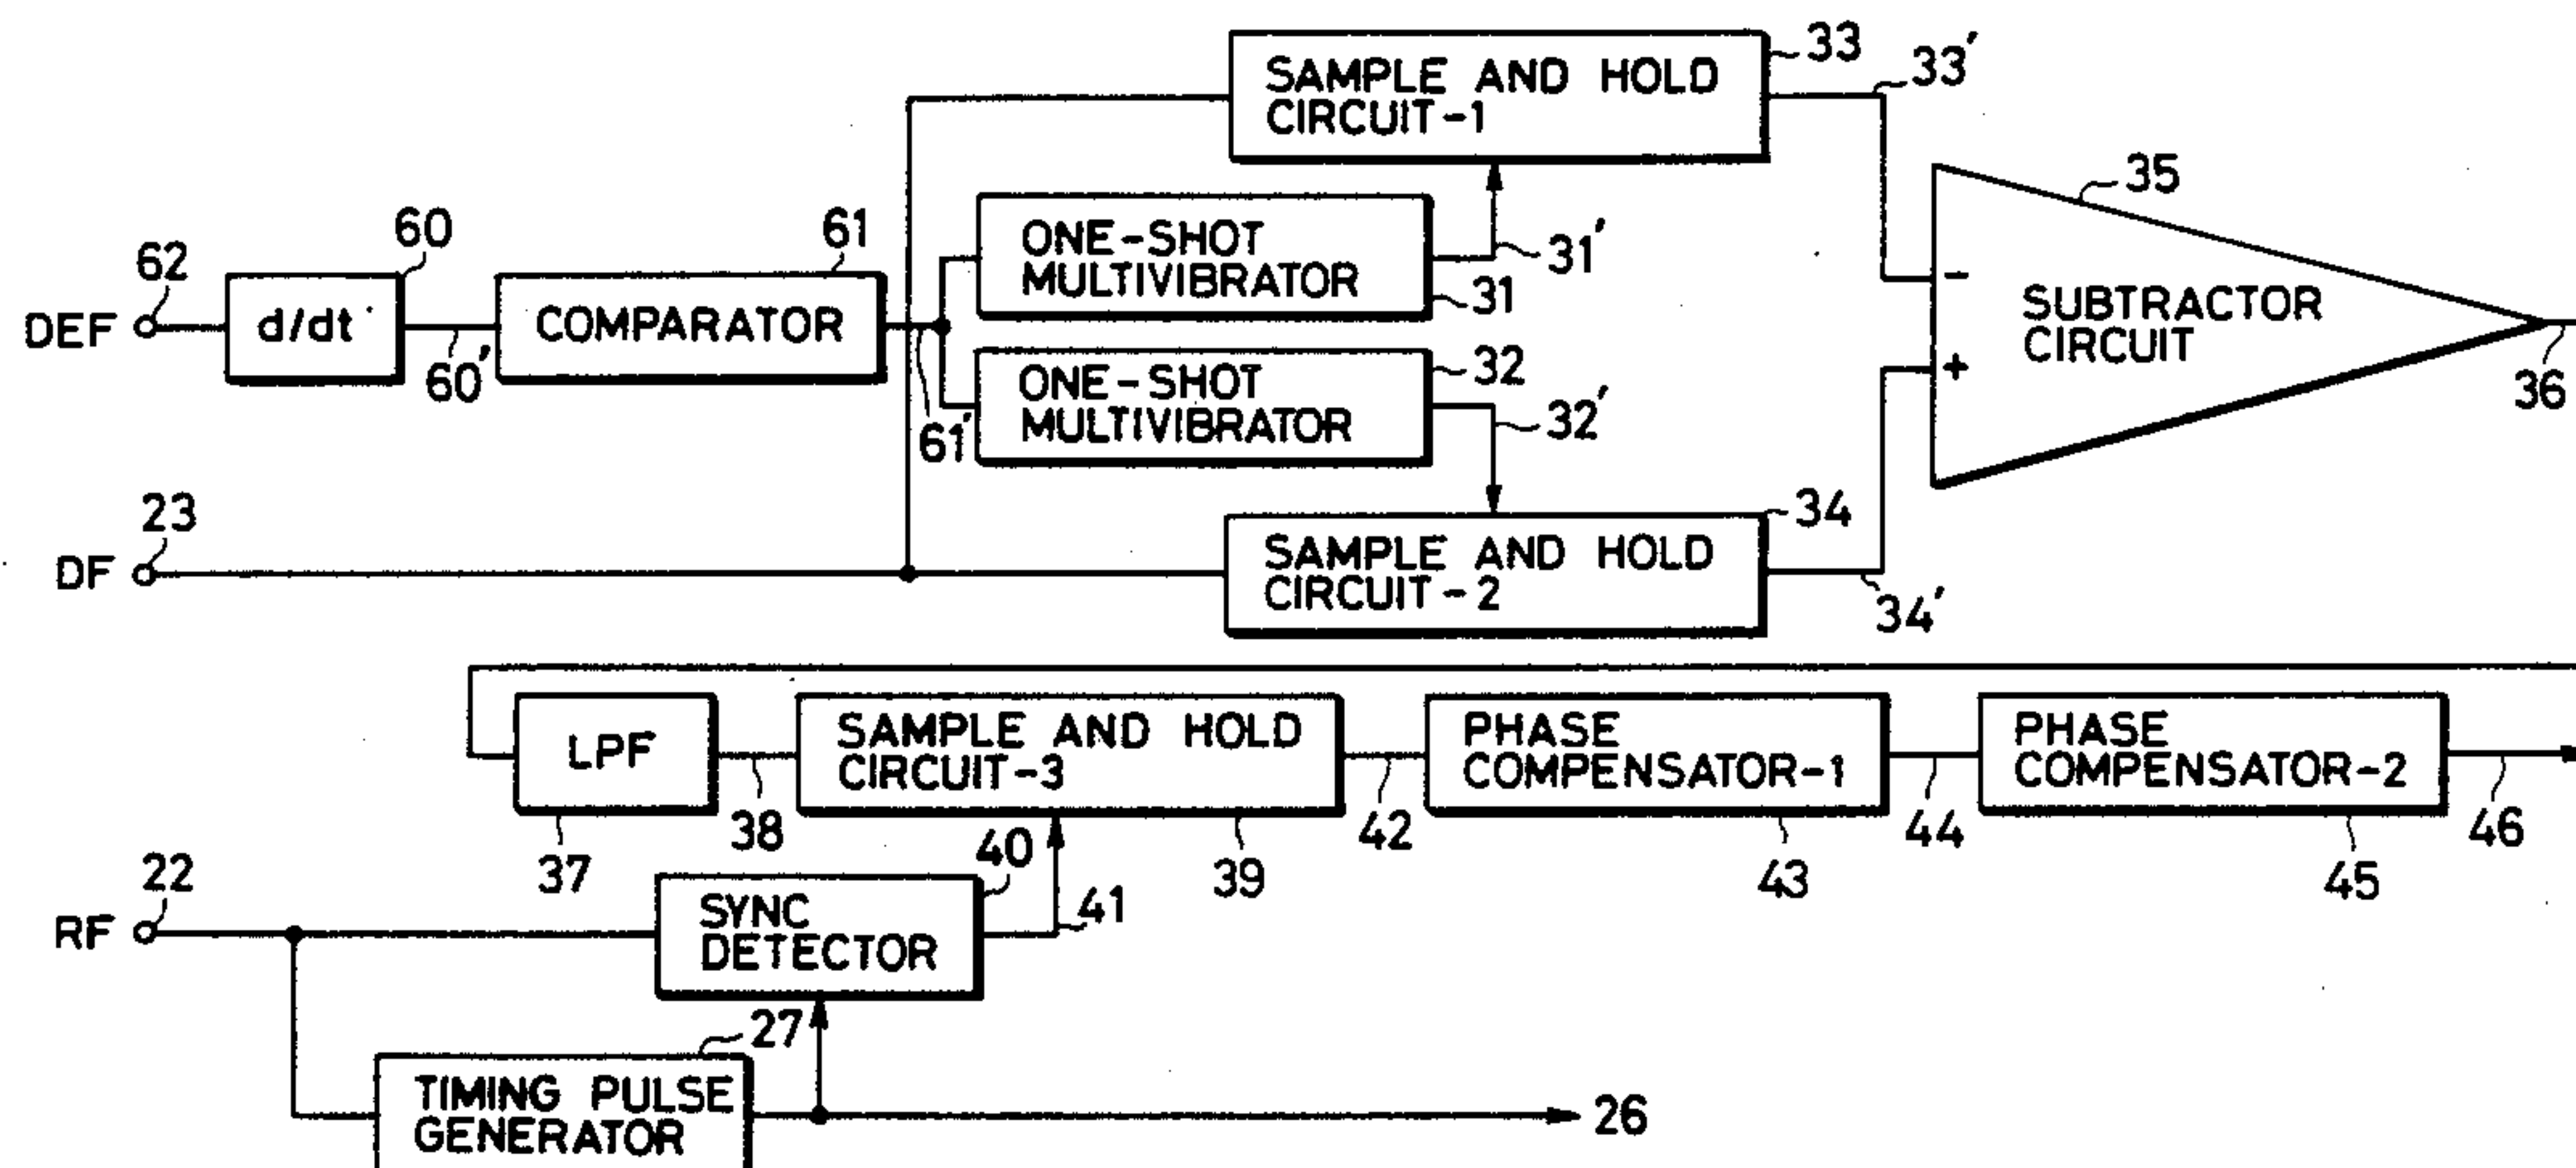 33
33′
SAMPLE AND HOLD
CIRCUIT-1
35
60
61
62
ONE-SHOT
MULTIVIBRATOR
31′
31
DEF
d/dt
60′
COMPARATOR
-
SUBTRACTOR
CIRCUIT
+
36
61′
ONE-SHOT
MULTIVIBRATOR
32
32′
23
34
DF
SAMPLE AND HOLD
CIRCUIT-2
34′
LPF
37
38
SAMPLE AND HOLD
CIRCUIT-3
39
42
PHASE
COMPENSATOR-1
43
44
PHASE
COMPENSATOR-2
45
46
22
40
41
RF
SYNC
DETECTOR
27
TIMING PULSE
GENERATOR
26